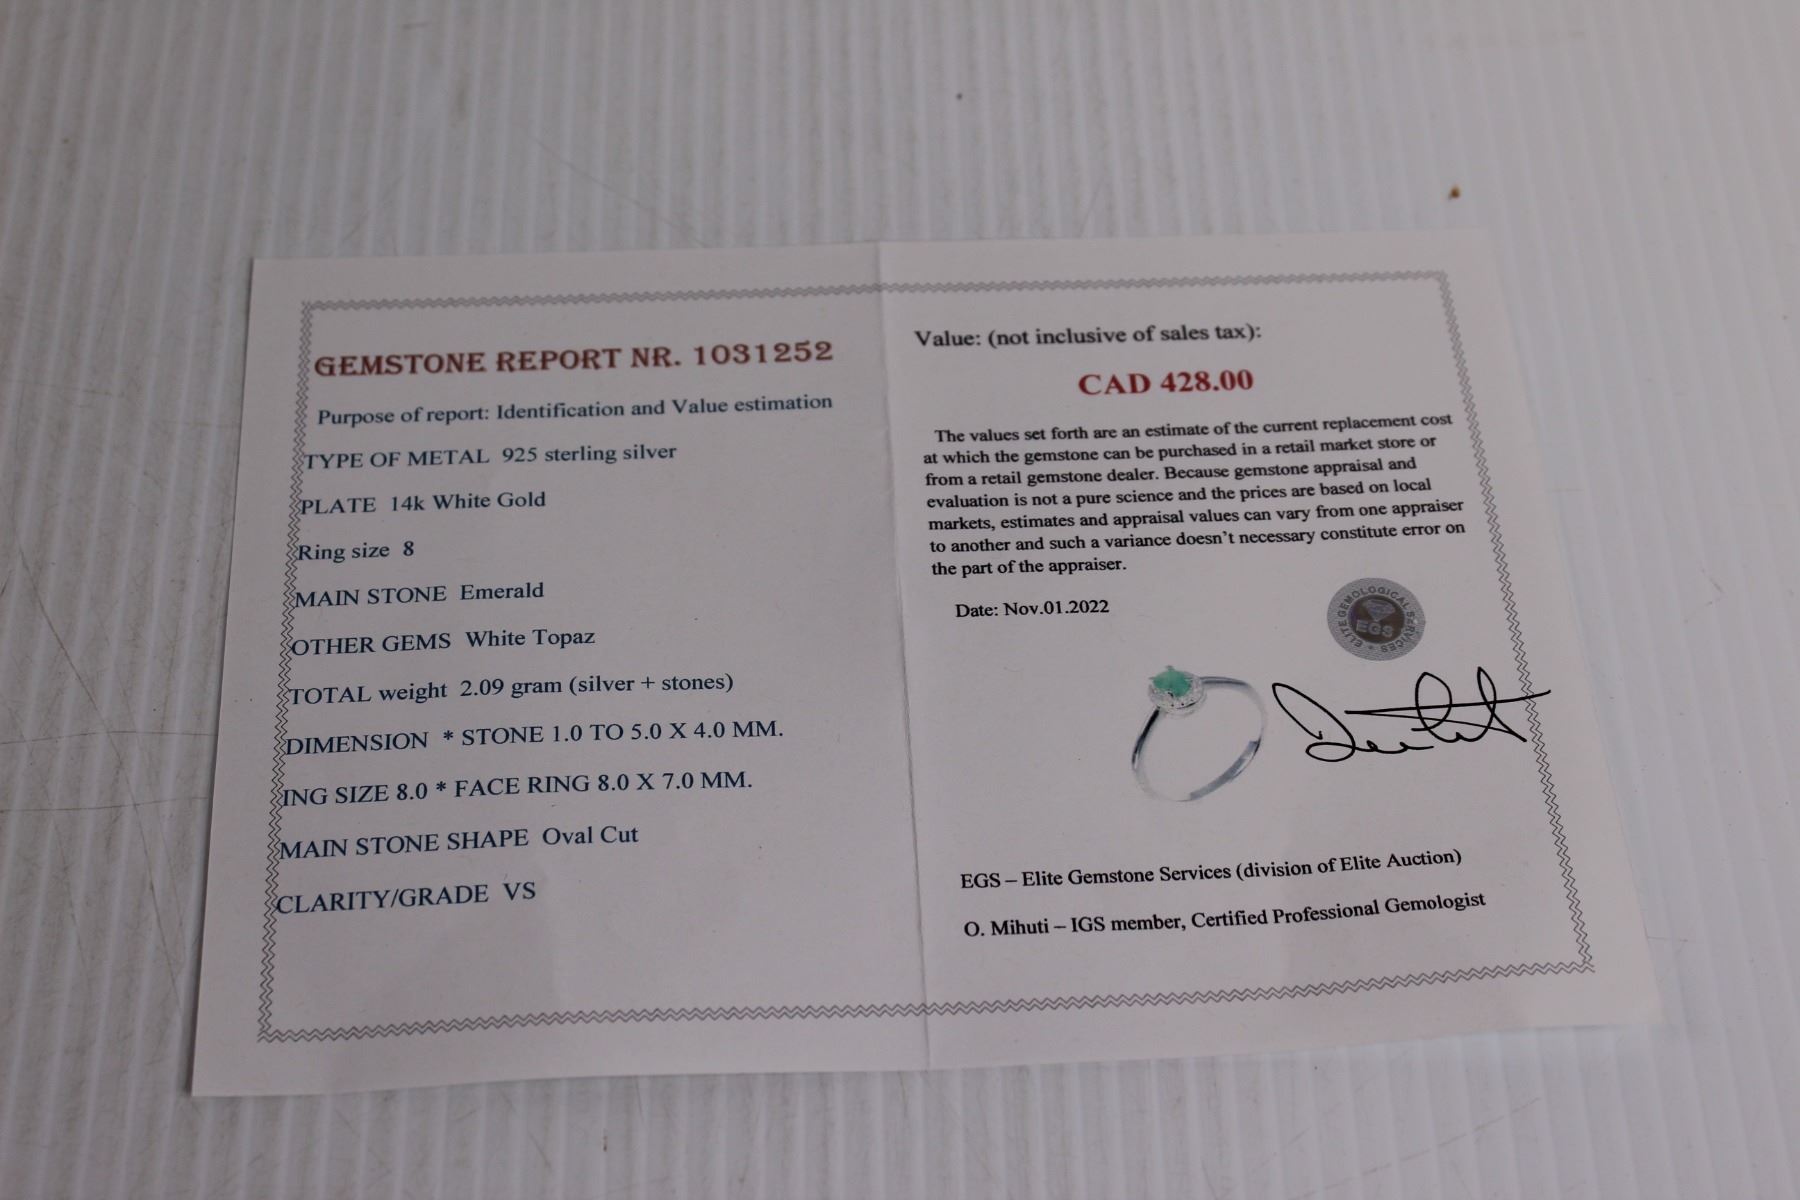 GEMSTONE REPORT NR. 1031252
Purpose of report: Identification and Value estimation
TYPE OF METAL 925 sterling silver
PLATE 14k White Gold
Ring size 8
MAIN STONE Emerald
OTHER GEMS White Topaz
TOTAL weight 2.09 gram (silver + stones)
DIMENSION * STONE 1.0 TO 5.0 X 4.0 MM.
ING SIZE 8.0 * FACE RING 8.0 X 7.0 MM.
MAIN STONE SHAPE Oval Cut
CLARITY/GRADE VS
Value: (not inclusive of sales tax):
CAD 428.00
The values set forth are an estimate of the current replacement cost
at which the gemstone can be purchased in a retail market store or
from a retail gemstone dealer. Because gemstone appraisal and
evaluation is not a pure science and the prices are based on local
markets, estimates and appraisal values can vary from one appraiser
to another and such a variance doesn't necessary constitute error on
the part of the appraiser.
Date: Nov.01.2022
ELITE GEMOLOGICAL SERVICES
EGS
EGS – Elite Gemstone Services (division of Elite Auction)
O. Mihuti – IGS member, Certified Professional Gemologist